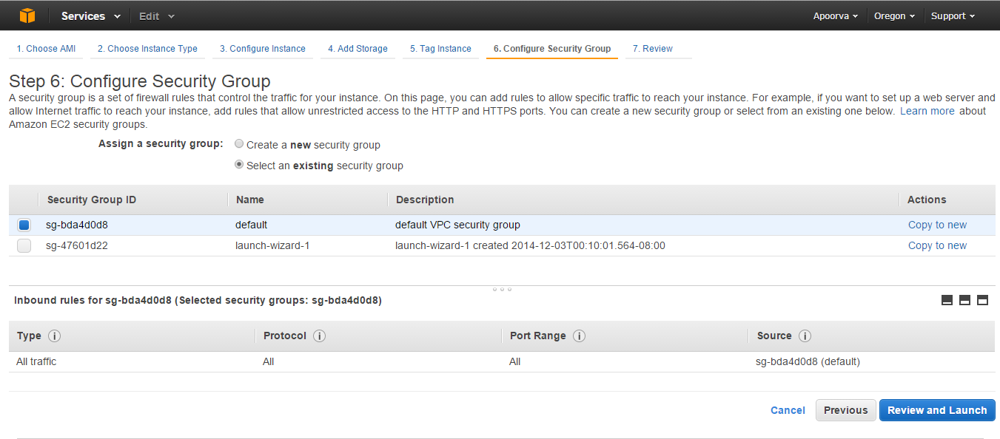 Services Edit Apoorva Oregon Support
1. Choose AMI 2. Choose Instance Type 3. Configure Instance 4. Add Storage 5. Tag Instance 6. Configure Security Group 7. Review
Step 6: Configure Security Group
A security group is a set of firewall rules that control the traffic for your instance. On this page, you can add rules to allow specific traffic to reach your instance. For example, if you want to set up a web server and
allow Internet traffic to reach your instance, add rules that allow unrestricted access to the HTTP and HTTPS ports. You can create a new security group or select from an existing one below. Learn more about
Amazon EC2 security groups.
Assign a security group: Create a new security group
Select an existing security group
Security Group ID Name Description Actions
sg-bda4d0d8 default default VPC security group Copy to new
sg-47601d22 launch-wizard-1 launch-wizard-1 created 2014-12-03T00:10:01.564-08:00 Copy to new
Inbound rules for sg-bda4d0d8 (Selected security groups: sg-bda4d0d8)
Type i Protocol i Port Range i Source i
All traffic All All sg-bda4d0d8 (default)
Cancel Previous Review and Launch